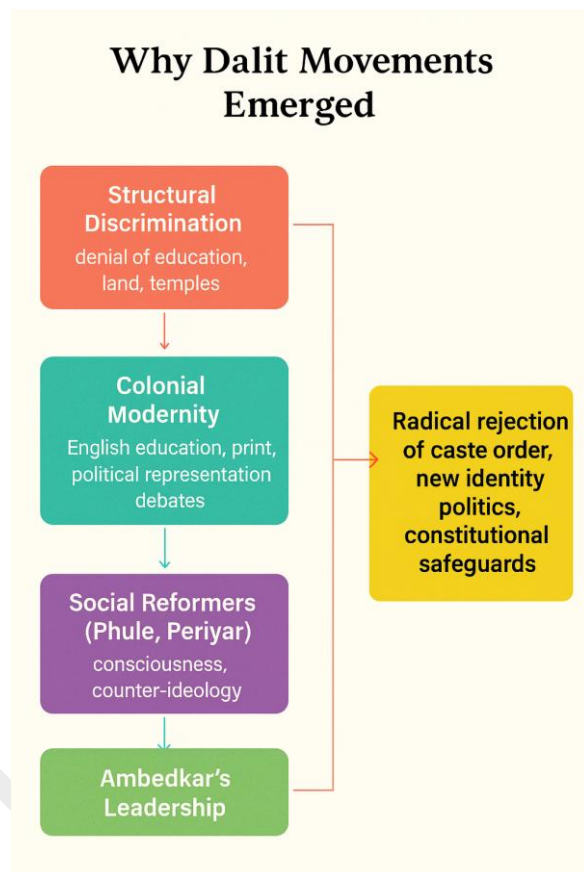 Why Dalit Movements
Emerged
Structural
Discrimination
denial of education,
land, temples
Colonial
Modernity
English education, print,
political representation
debates
Social Reformers
(Phule, Periyar)
consciousness,
counter-ideology
Ambedkar's
Leadership
Radical rejection
of caste order,
new identity
politics,
constitutional
safeguards